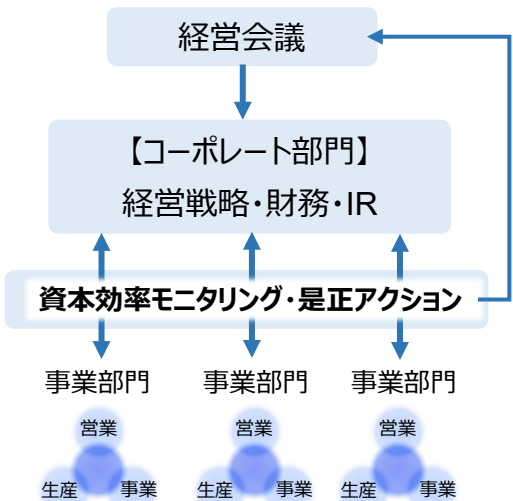 経営会議
【コーポレート部門】
経営戦略・財務・IR
資本効率モニタリング・是正アクション
事業部門 事業部門 事業部門
営業 営業 営業
生産 事業 生産 事業 生産 事業